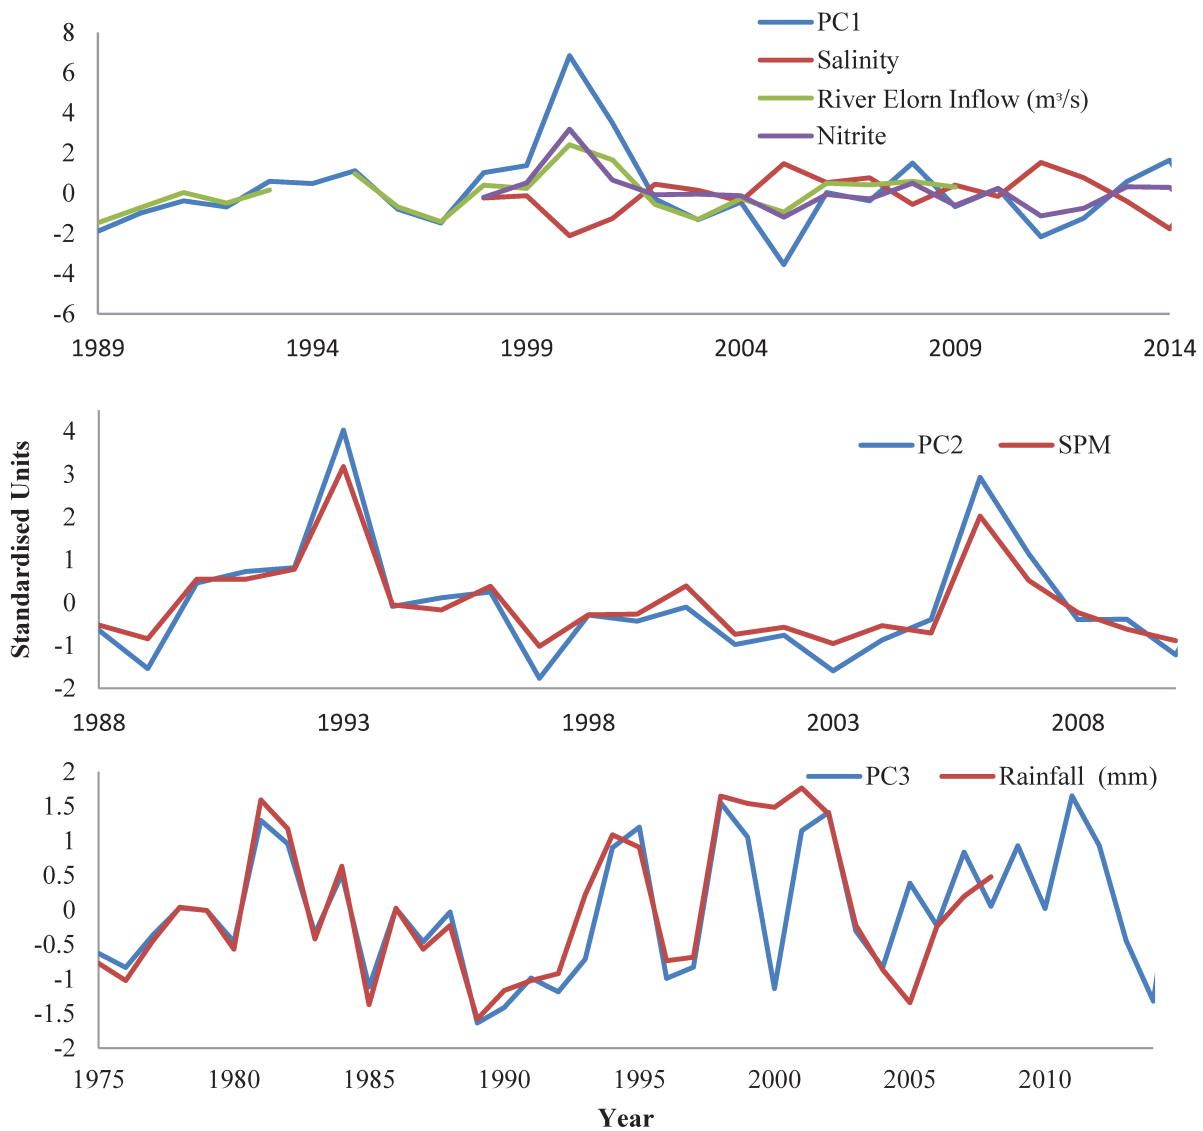 8
PC1
6
Salinity
4
River Elorn Inflow (m³/s)
2
Nitrite
0
-2
-4
-6
1989 1994 1999 2004 2009 2014
4
PC2 SPM
3
2
1
0
-1
-2
1988 1993 1998 2003 2008
Standardised Units
2
PC3 Rainfall (mm)
1.5
1
0.5
0
-0.5
-1
-1.5
-2
1975 1980 1985 1990 1995 2000 2005 2010
Year